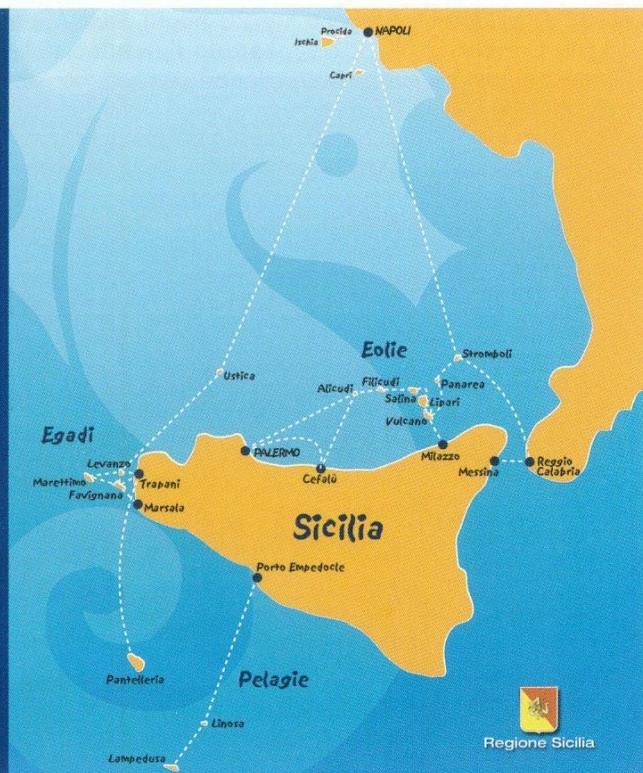 Procida
NAPOLI
Ischia
Capri
Eolie
Stromboli
Ustica
Alicudi
Filicudi
Panarea
Salina
Lipari
Vulcano
Egadi
Levanzo
Marettimo
Trapani
Favignana
Marsala
PALERMO
Cefalù
Milazzo
Messina
Reggio
Calabria
Sicilia
Porto Empedocle
Pantelleria
Pelagie
Linosa
Lampedusa
Regione Sicilia